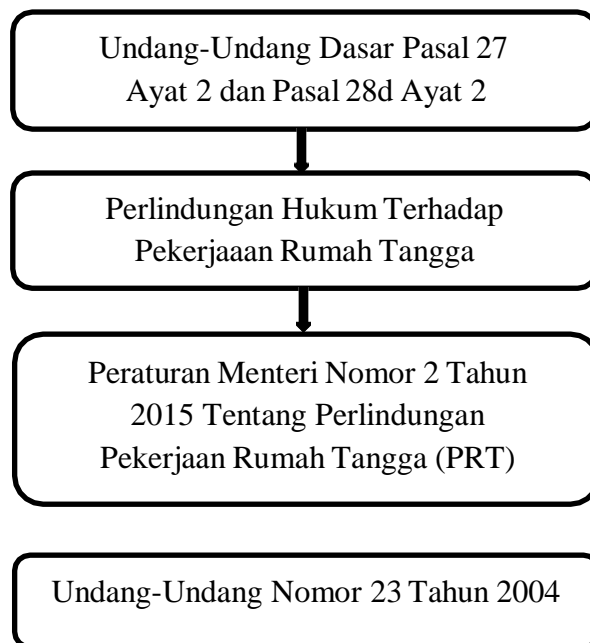 Undang-Undang Dasar Pasal 27
Ayat 2 dan Pasal 28d Ayat 2
Perlindungan Hukum Terhadap
Pekerjaaan Rumah Tangga
Peraturan Menteri Nomor 2 Tahun
2015 Tentang Perlindungan
Pekerjaan Rumah Tangga (PRT)
Undang-Undang Nomor 23 Tahun 2004